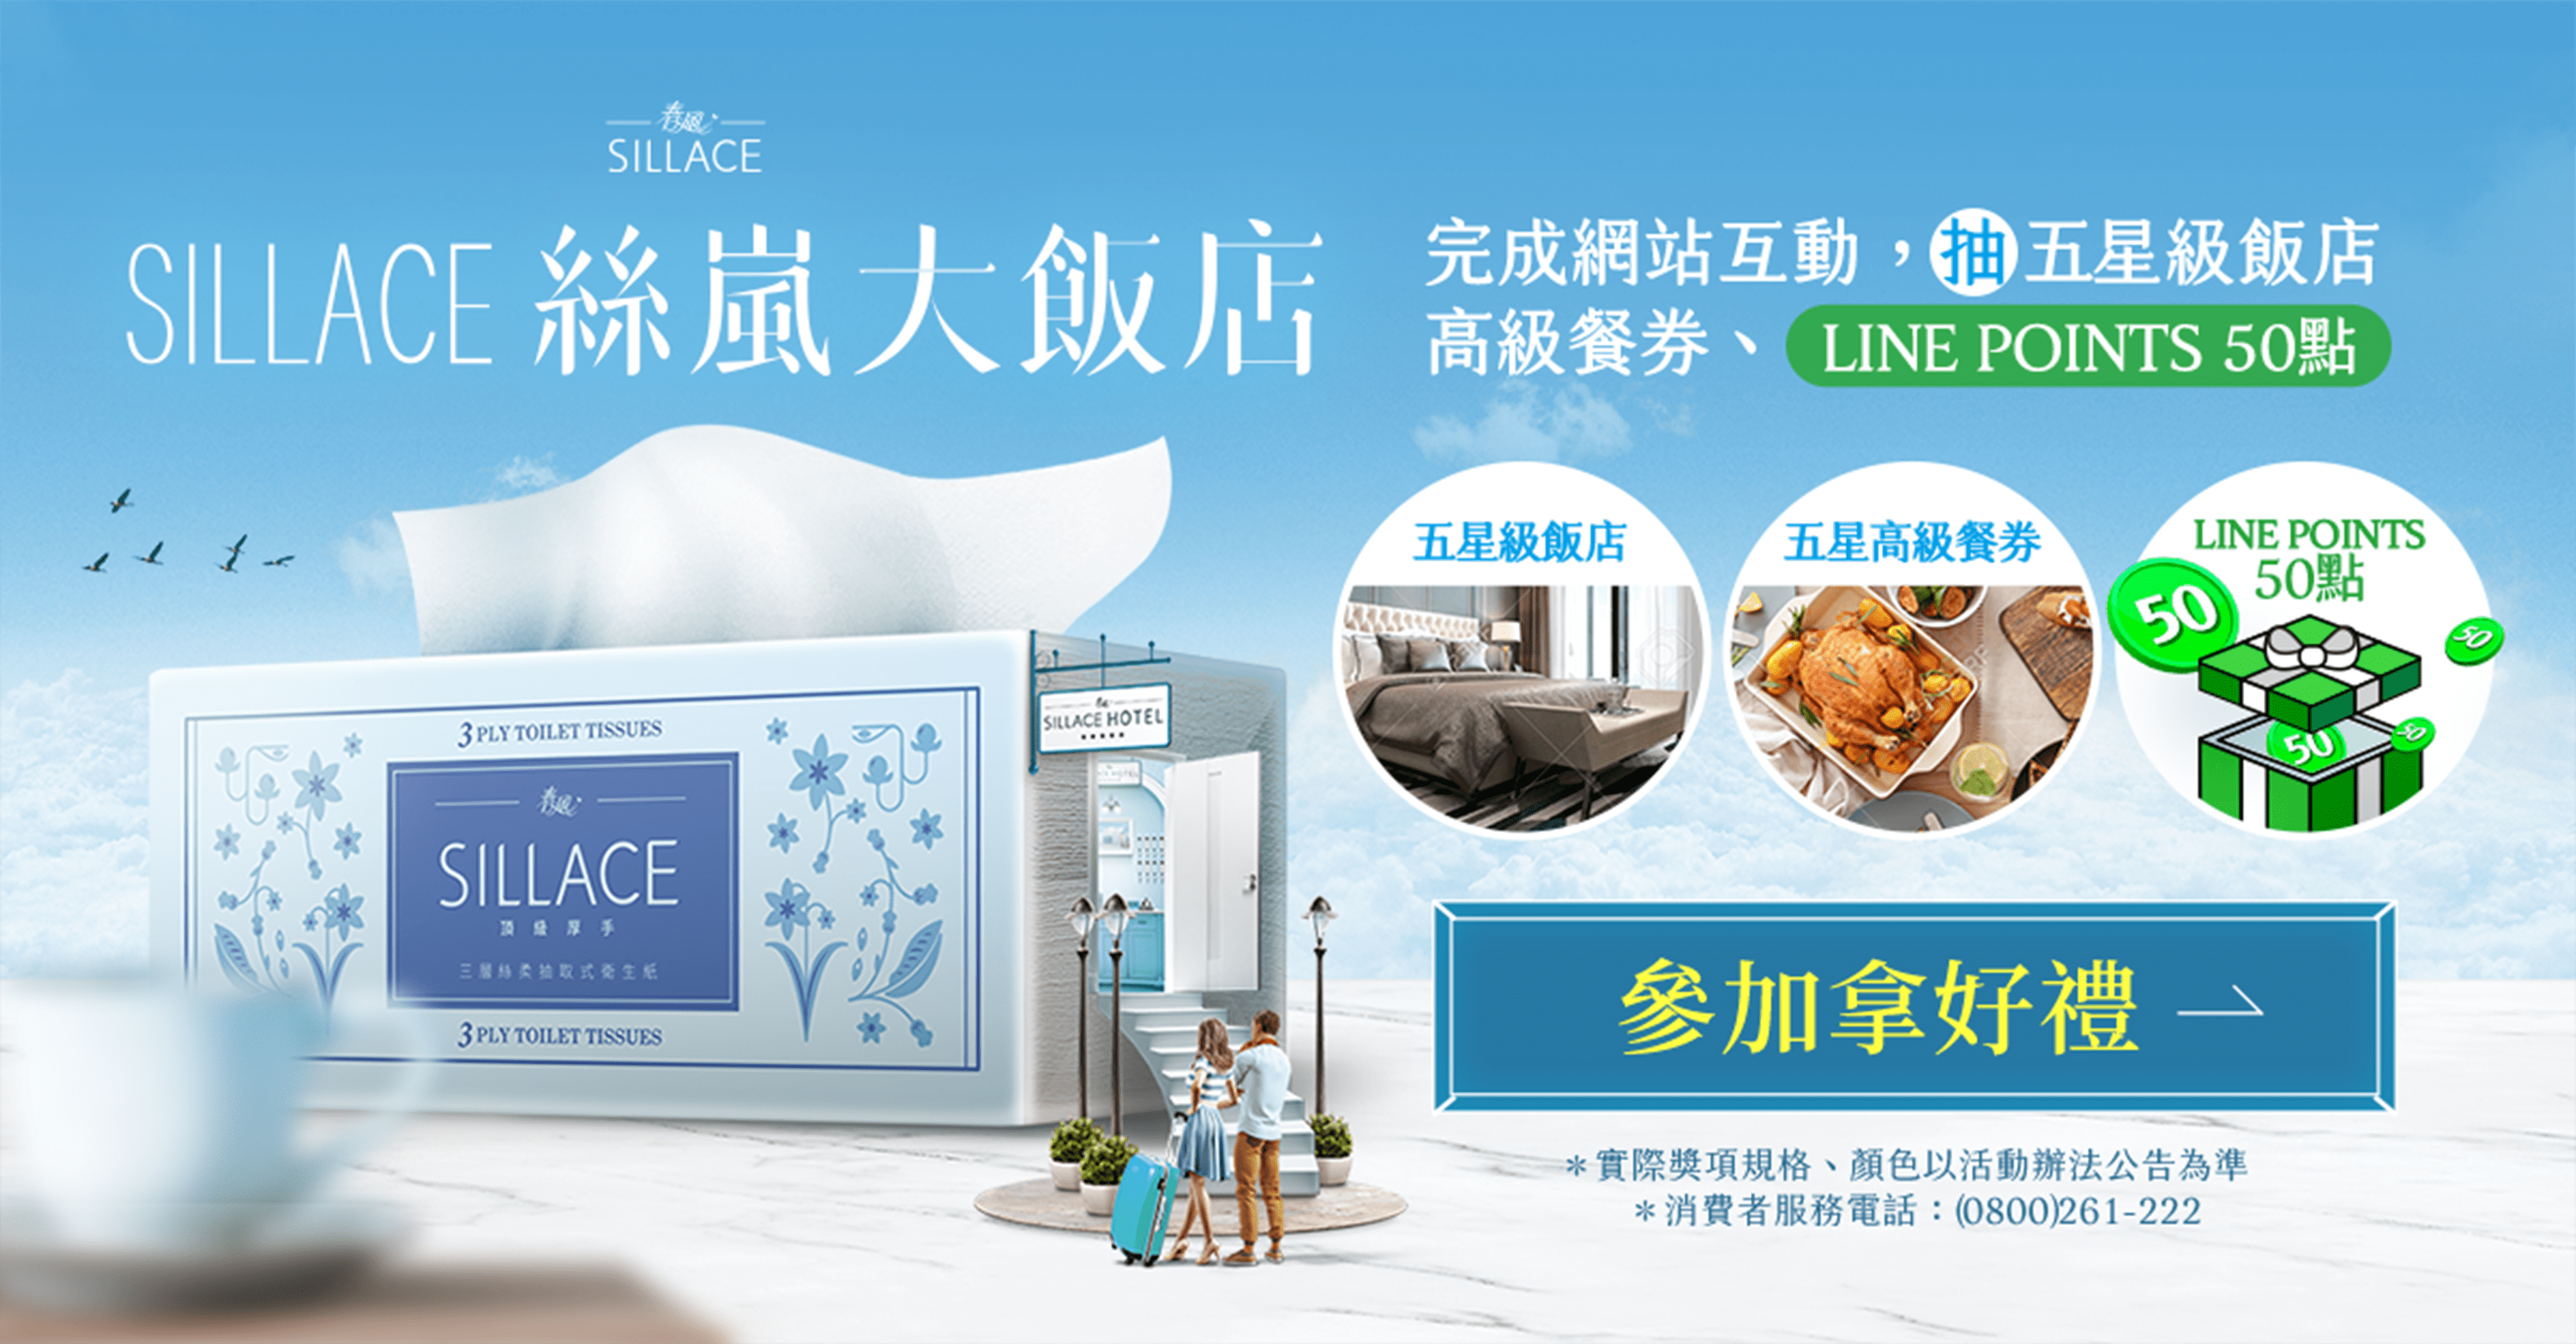 春風
SILLACE
SILLACE 絲嵐大飯店
完成網站互動，抽五星級飯店
高級餐券、LINE POINTS 50點
五星級飯店
五星高級餐券
LINE POINTS
50點
50
50
50
50
3 PLY TOILET TISSUES
春風
SILLACE
頂級厚手
三層絲柔抽取式衛生紙
3 PLY TOILET TISSUES
春風
SILLACE HOTEL
參加拿好禮
＊實際獎項規格、顏色以活動辦法公告為準
＊消費者服務電話：(0800)261-222